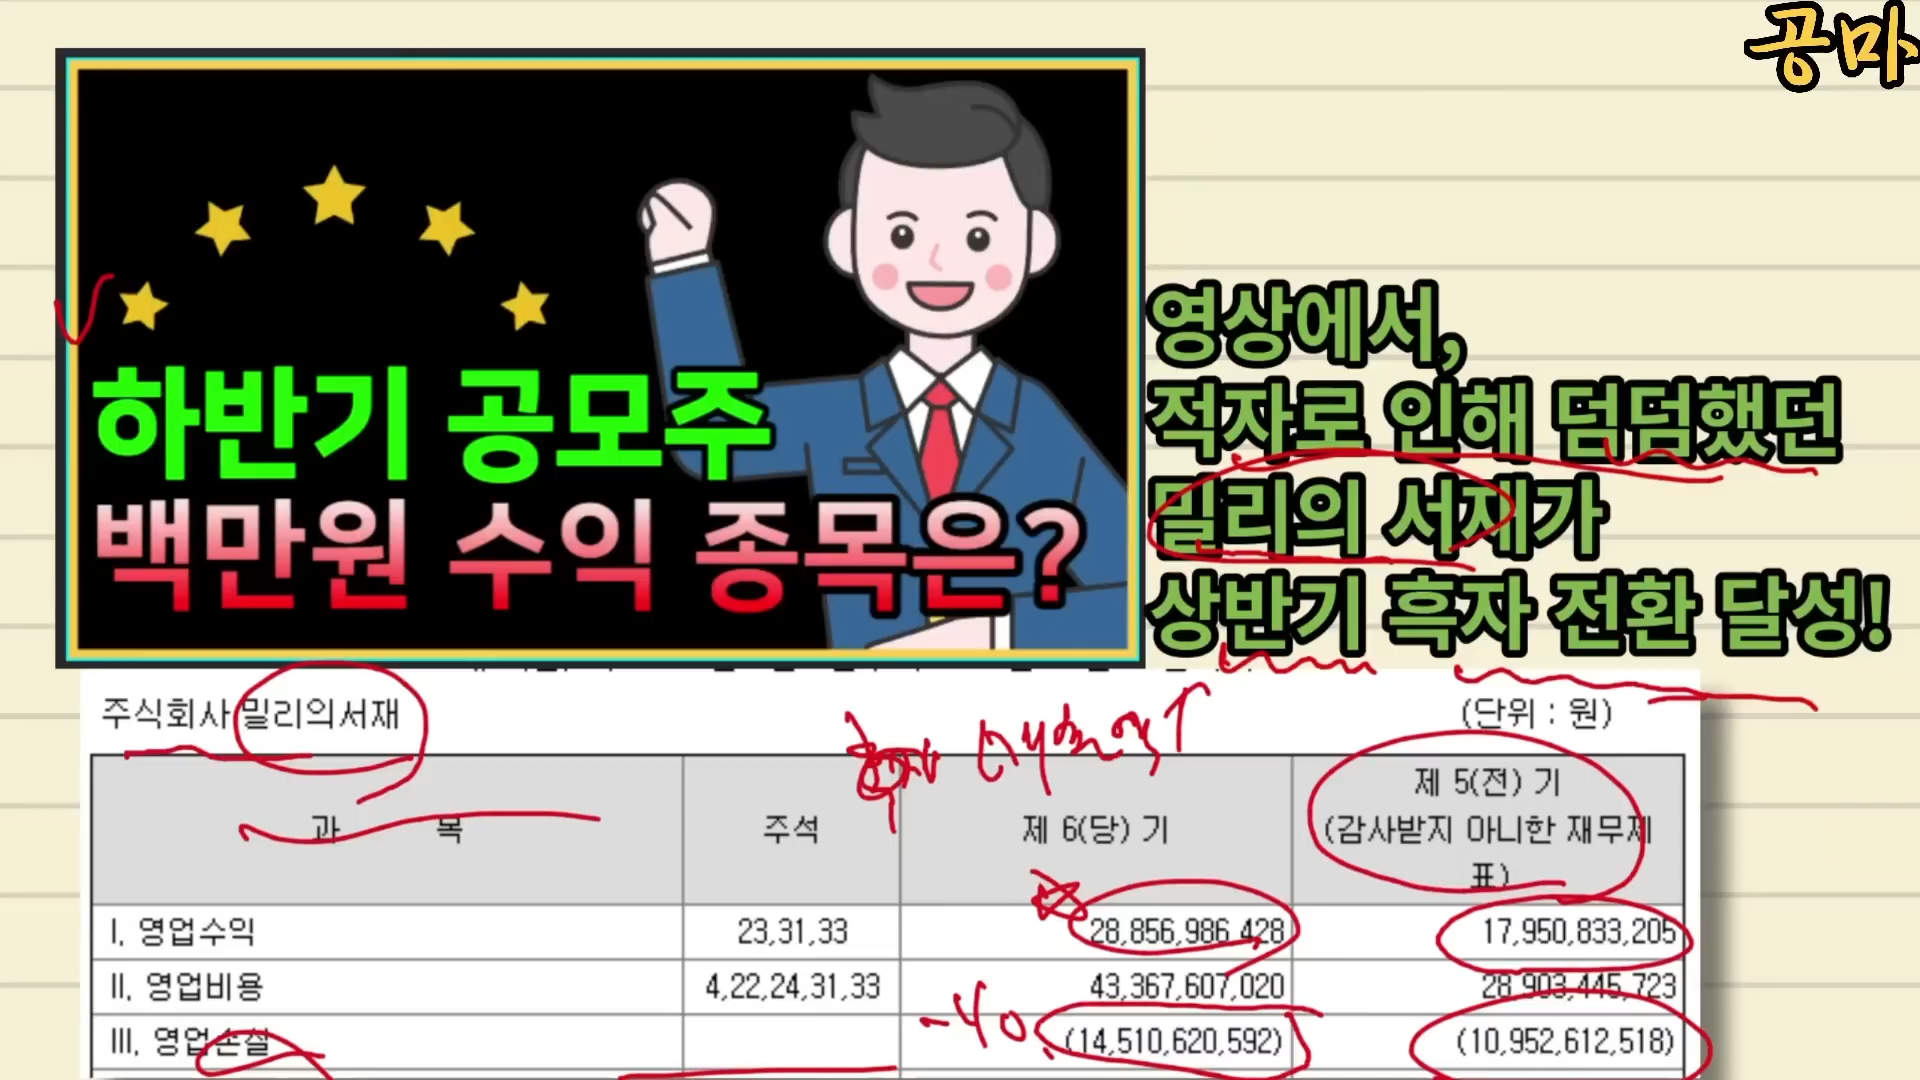 공마
하반기 공모주
백만원 수익 종목은?
영상에서,
적자로 인해 덤덤했던
밀리의 서재가
상반기 흑자 전환 달성!
주식회사 밀리의서재 (단위 : 원)
과 목 주석 제 6(당) 기 제 5(전) 기
(감사받지 아니한 재무제
표)
I. 영업수익 23,31,33 28,856,986,428 17,950,833,205
II. 영업비용 4,22,24,31,33 43,367,607,020 28,903,445,723
III. 영업손실 (14,510,620,592) (10,952,612,518)
-40